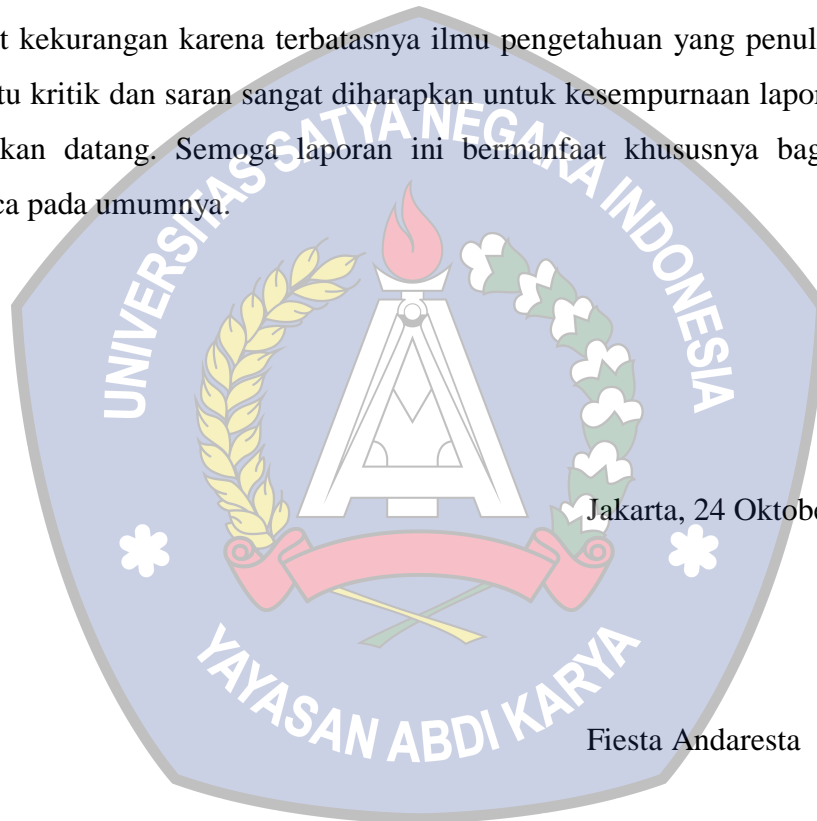 t kekurangan karena terbatasnya ilmu pengetahuan yang penul
tu kritik dan saran sangat diharapkan untuk kesempurnaan lapor
kan datang. Semoga laporan ini bermanfaat khususnya bag
ca pada umumnya.
UNIVERSITAS SATYA NEGARA INDONESIA
Jakarta, 24 Oktobe
YAYASAN ABDI KARYA
Fiesta Andaresta